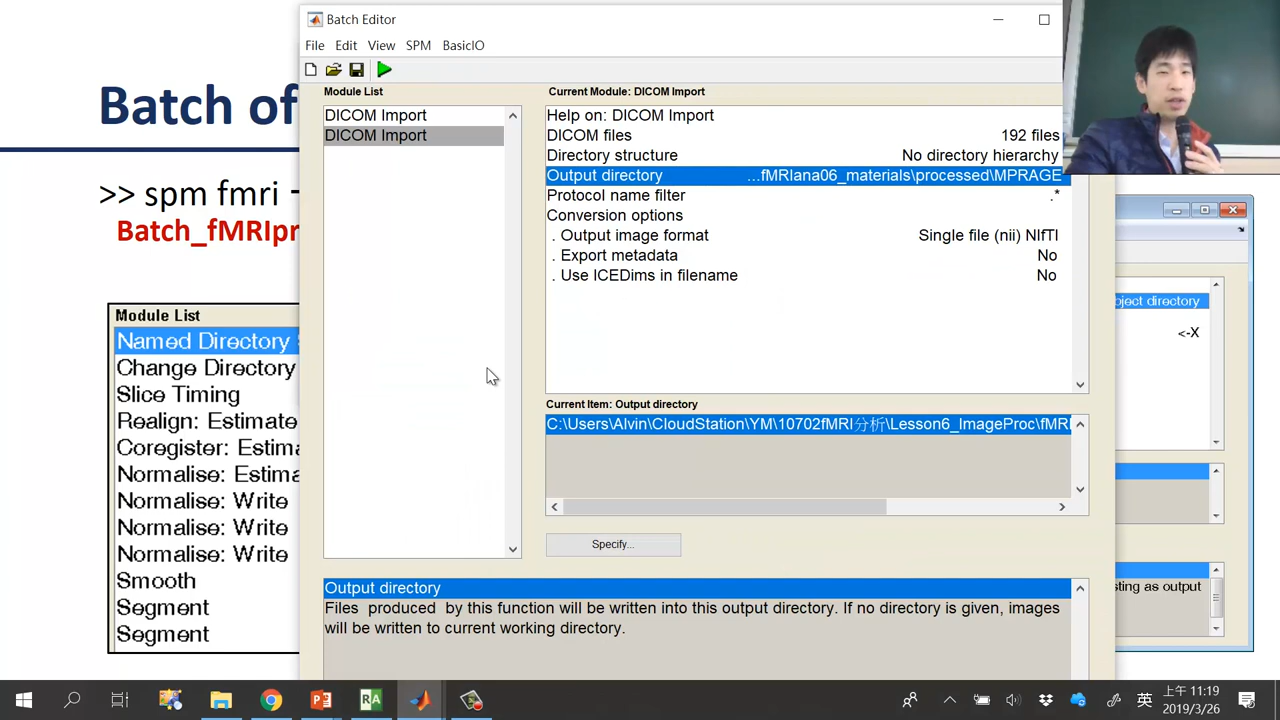 Batch Editor
File Edit View SPM BasicIO
Module List
DICOM Import
DICOM Import
Current Module: DICOM Import
Help on: DICOM Import
DICOM files 192 files
Directory structure No directory hierarchy
Output directory ...fMRIana06_materials\processed\MPRAGE
Protocol name filter .*
Conversion options
. Output image format Single file (nii) NIfTI
. Export metadata No
. Use ICEDims in filename No
Current Item: Output directory
C:\Users\Alvin\CloudStation\YM\10702fMRI分析\Lesson6_ImageProc\fMRI
Specify...
Output directory
Files produced by this function will be written into this output directory. If no directory is given, images
will be written to current working directory.
Batch of
>> spm fmri -
Batch_fMRIpr
Module List
Named Directory
Change Directory
Slice Timing
Realign: Estimate
Coregister: Estima
Normalise: Estima
Normalise: Write
Normalise: Write
Normalise: Write
Smooth
Segment
Segment
bject directory
<-X
sting as output
RA
英
上午 11:19
2019/3/26